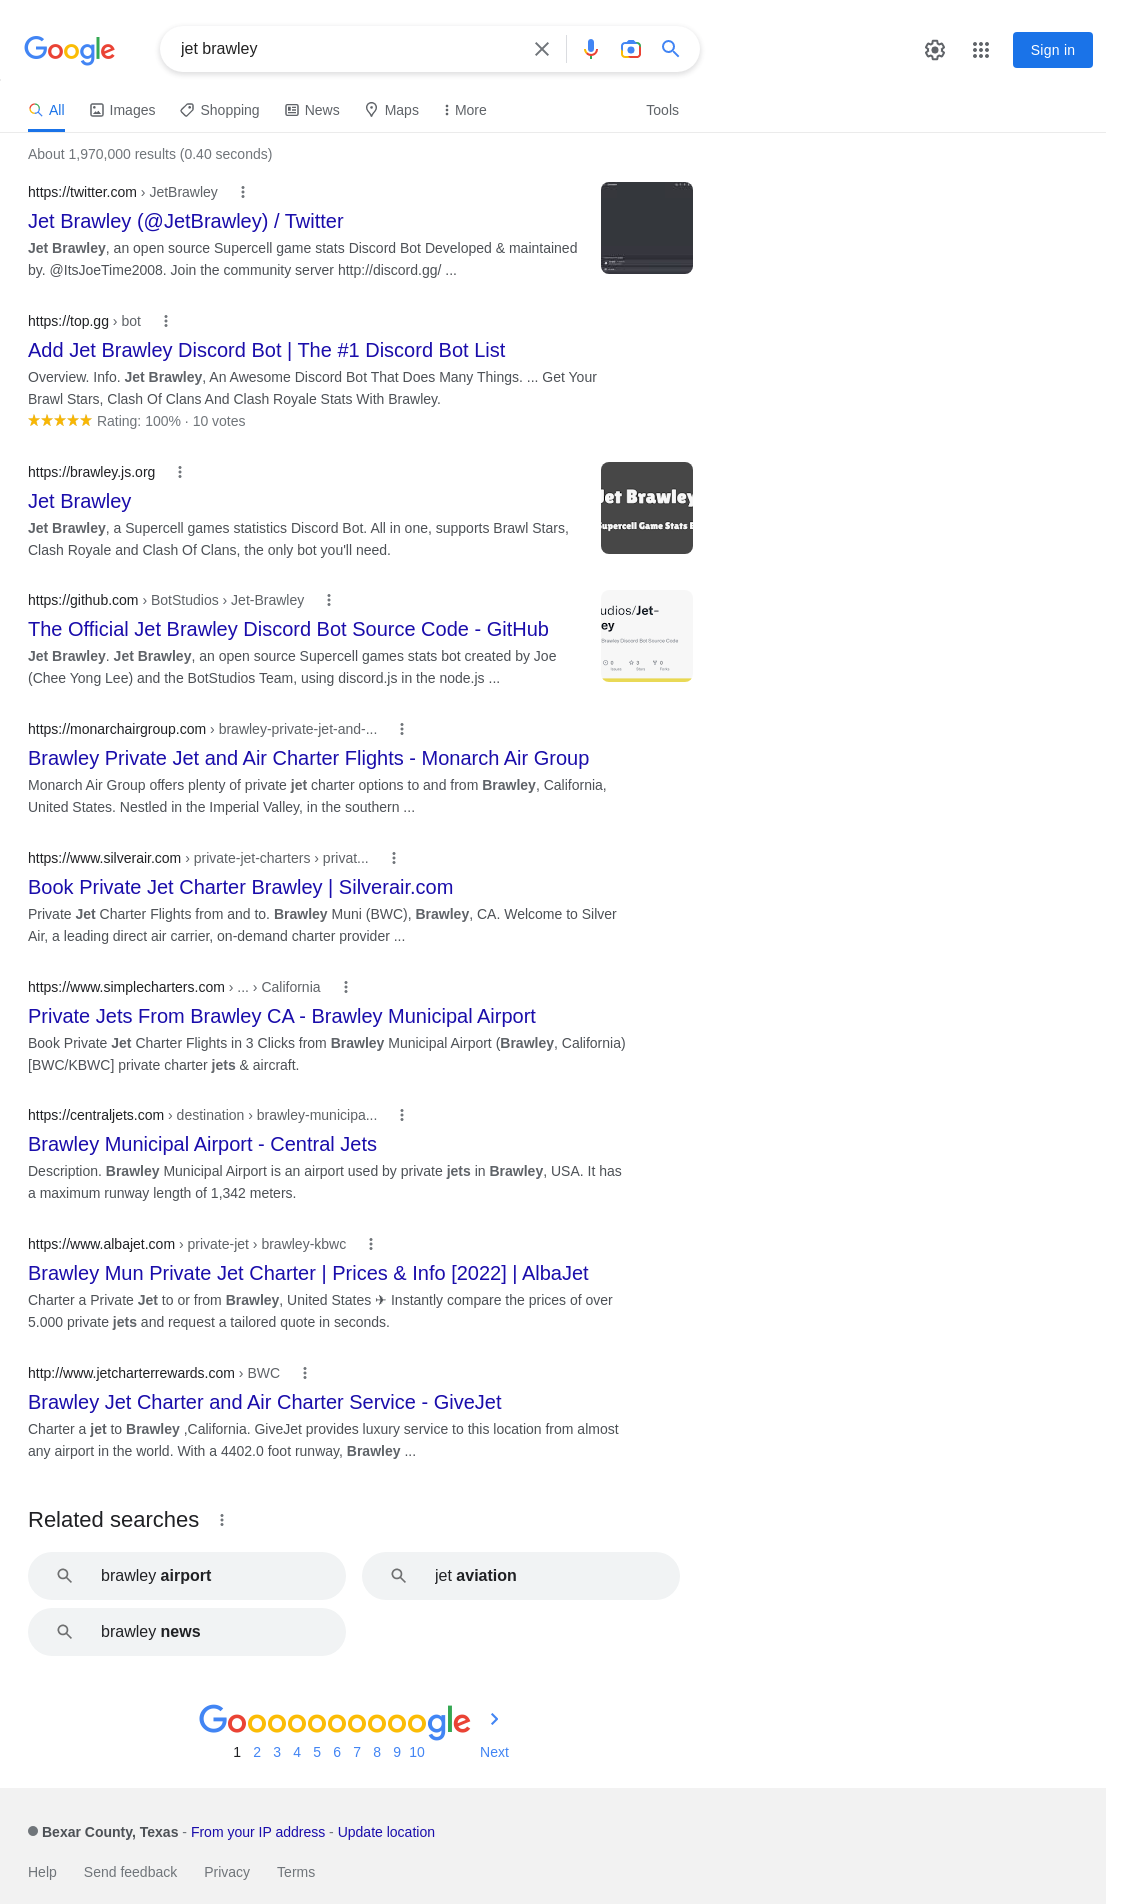 Google
jet brawley
Sign in
All Images Shopping News Maps More Tools
About 1,970,000 results (0.40 seconds)
https://twitter.com › JetBrawley
Jet Brawley (@JetBrawley) / Twitter
Jet Brawley, an open source Supercell game stats Discord Bot Developed & maintained
by. @ItsJoeTime2008. Join the community server http://discord.gg/ ...
https://top.gg › bot
Add Jet Brawley Discord Bot | The #1 Discord Bot List
Overview. Info. Jet Brawley, An Awesome Discord Bot That Does Many Things. ... Get Your
Brawl Stars, Clash Of Clans And Clash Royale Stats With Brawley.
Rating: 100% · 10 votes
https://brawley.js.org
Jet Brawley
Jet Brawley, a Supercell games statistics Discord Bot. All in one, supports Brawl Stars,
Clash Royale and Clash Of Clans, the only bot you'll need.
Jet Brawley
Supercell Game Stats B
https://github.com › BotStudios › Jet-Brawley
The Official Jet Brawley Discord Bot Source Code - GitHub
Jet Brawley. Jet Brawley, an open source Supercell games stats bot created by Joe
(Chee Yong Lee) and the BotStudios Team, using discord.js in the node.js ...
udios/Jet-
ey
Brawley Discord Bot Source Code
https://monarchairgroup.com › brawley-private-jet-and-...
Brawley Private Jet and Air Charter Flights - Monarch Air Group
Monarch Air Group offers plenty of private jet charter options to and from Brawley, California,
United States. Nestled in the Imperial Valley, in the southern ...
https://www.silverair.com › private-jet-charters › privat...
Book Private Jet Charter Brawley | Silverair.com
Private Jet Charter Flights from and to. Brawley Muni (BWC), Brawley, CA. Welcome to Silver
Air, a leading direct air carrier, on-demand charter provider ...
https://www.simplecharters.com › ... › California
Private Jets From Brawley CA - Brawley Municipal Airport
Book Private Jet Charter Flights in 3 Clicks from Brawley Municipal Airport (Brawley, California)
[BWC/KBWC] private charter jets & aircraft.
https://centraljets.com › destination › brawley-municipa...
Brawley Municipal Airport - Central Jets
Description. Brawley Municipal Airport is an airport used by private jets in Brawley, USA. It has
a maximum runway length of 1,342 meters.
https://www.albajet.com › private-jet › brawley-kbwc
Brawley Mun Private Jet Charter | Prices & Info [2022] | AlbaJet
Charter a Private Jet to or from Brawley, United States ✈ Instantly compare the prices of over
5.000 private jets and request a tailored quote in seconds.
http://www.jetcharterrewards.com › BWC
Brawley Jet Charter and Air Charter Service - GiveJet
Charter a jet to Brawley ,California. GiveJet provides luxury service to this location from almost
any airport in the world. With a 4402.0 foot runway, Brawley ...
Related searches
brawley airport
jet aviation
brawley news
Goooooooooogle
1 2 3 4 5 6 7 8 9 10 Next
Bexar County, Texas - From your IP address - Update location
Help Send feedback Privacy Terms